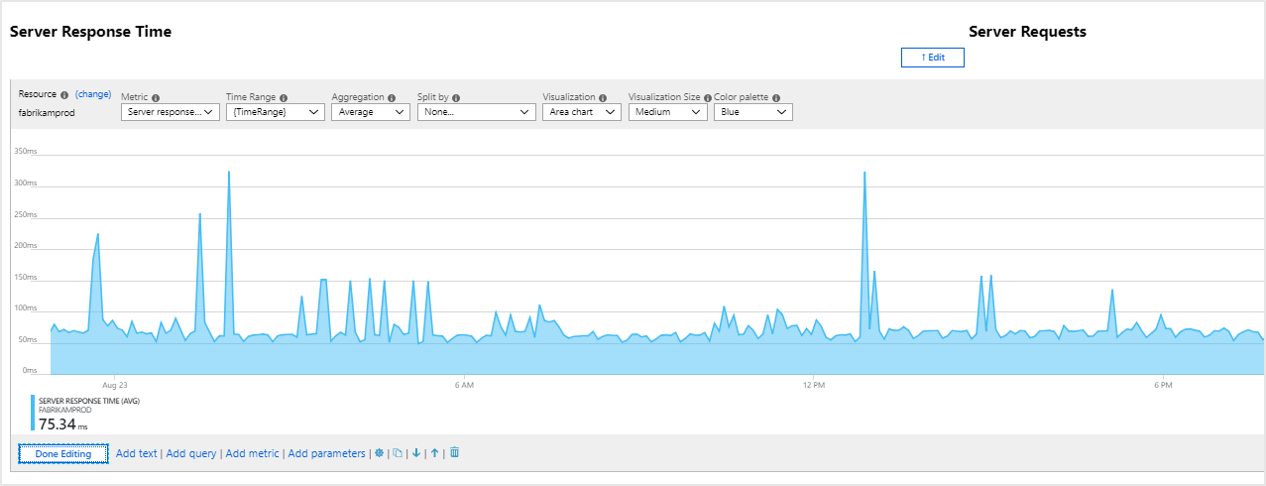 Server Response Time
Server Requests
↑ Edit
Resource (change)
fabrikamprod
Metric Time Range Aggregation Split by Visualization Visualization Size Color palette
Server response... {TimeRange} Average None... Area chart Medium Blue
350ms
300ms
250ms
200ms
150ms
100ms
50ms
0ms
Aug 23 6 AM 12 PM 6 PM
SERVER RESPONSE TIME (AVG)
FABRIKAMPROD
75.34 ms
Done Editing Add text | Add query | Add metric | Add parameters | | | ↓ | ↑ |